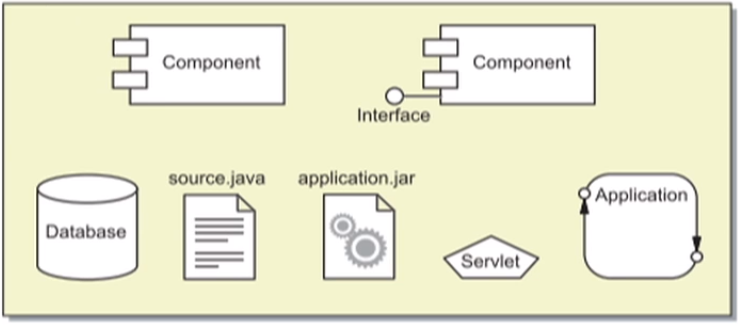 Component
Component
Interface
source.java
application.jar
Database
Servlet
Application